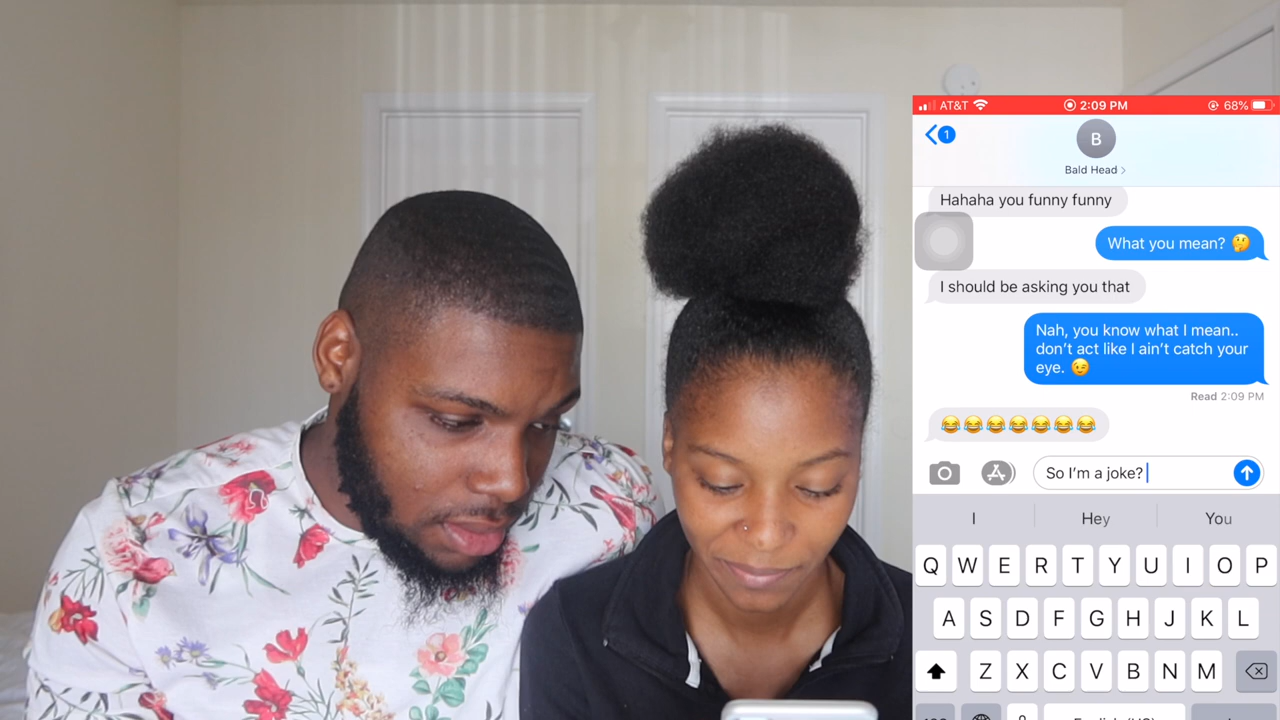 AT&T 2:09 PM 68%
1
B
Bald Head
Hahaha you funny funny
What you mean? 🤔
I should be asking you that
Nah, you know what I mean..
don't act like I ain't catch your
eye. 😉
Read 2:09 PM
😂😂😂😂😂😂😂
So I'm a joke?
I Hey You
Q W E R T Y U I O P
A S D F G H J K L
Z X C V B N M
English (US)